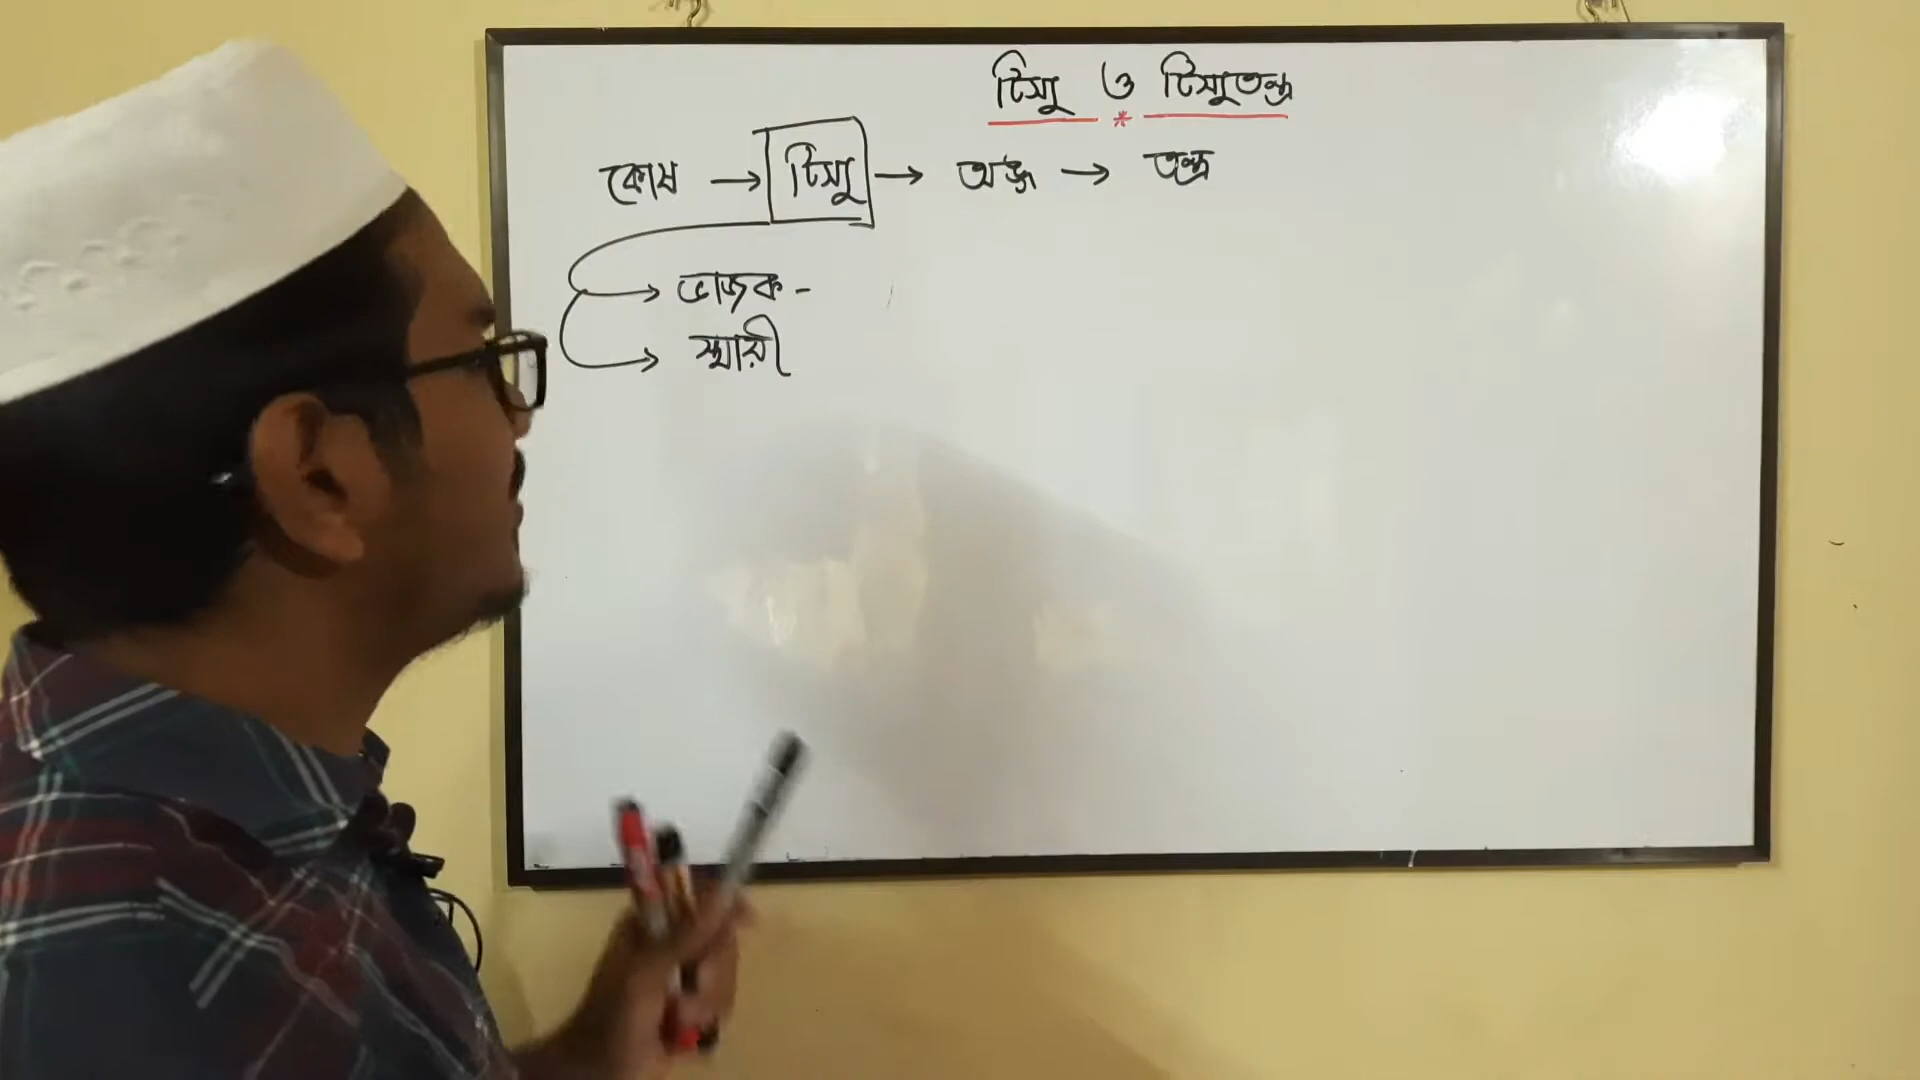 টিস্যু ও টিস্যুতন্ত্র
*
কোষ → টিস্যু → অঙ্গ → তন্ত্র
→ ভাজক -
→ স্থায়ী